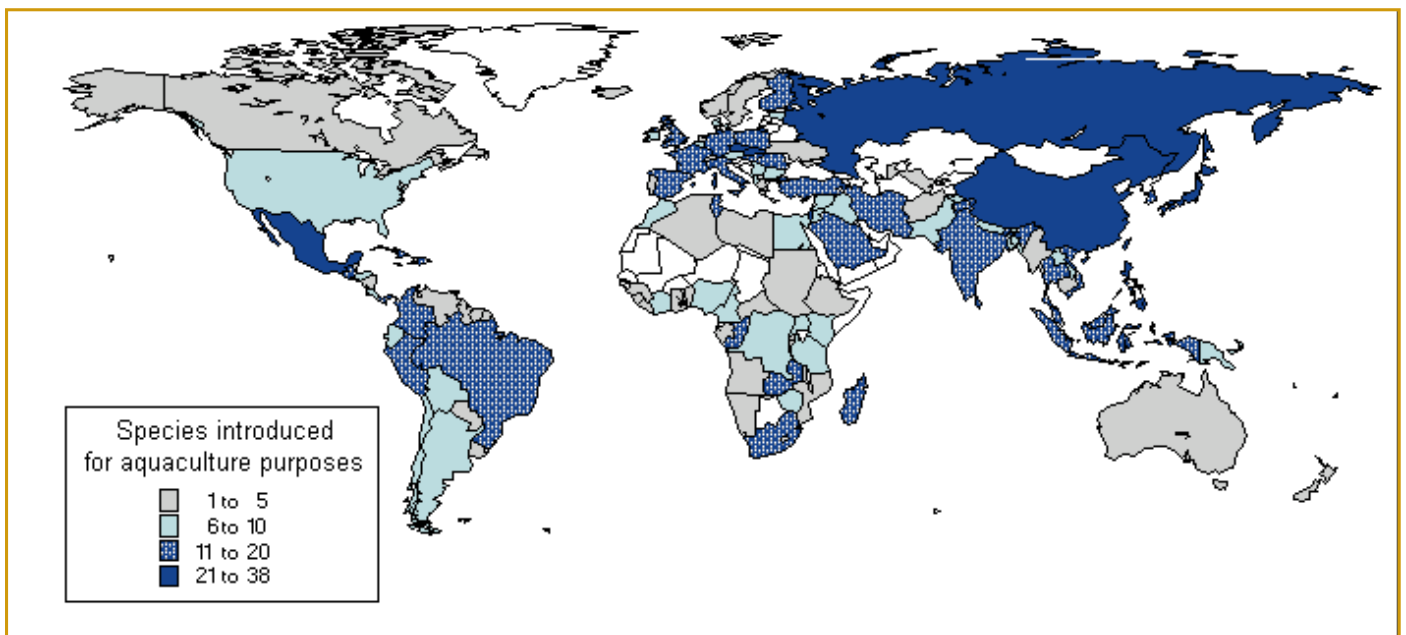 Species introduced
for aquaculture purposes
1 to 5
6 to 10
11 to 20
21 to 38